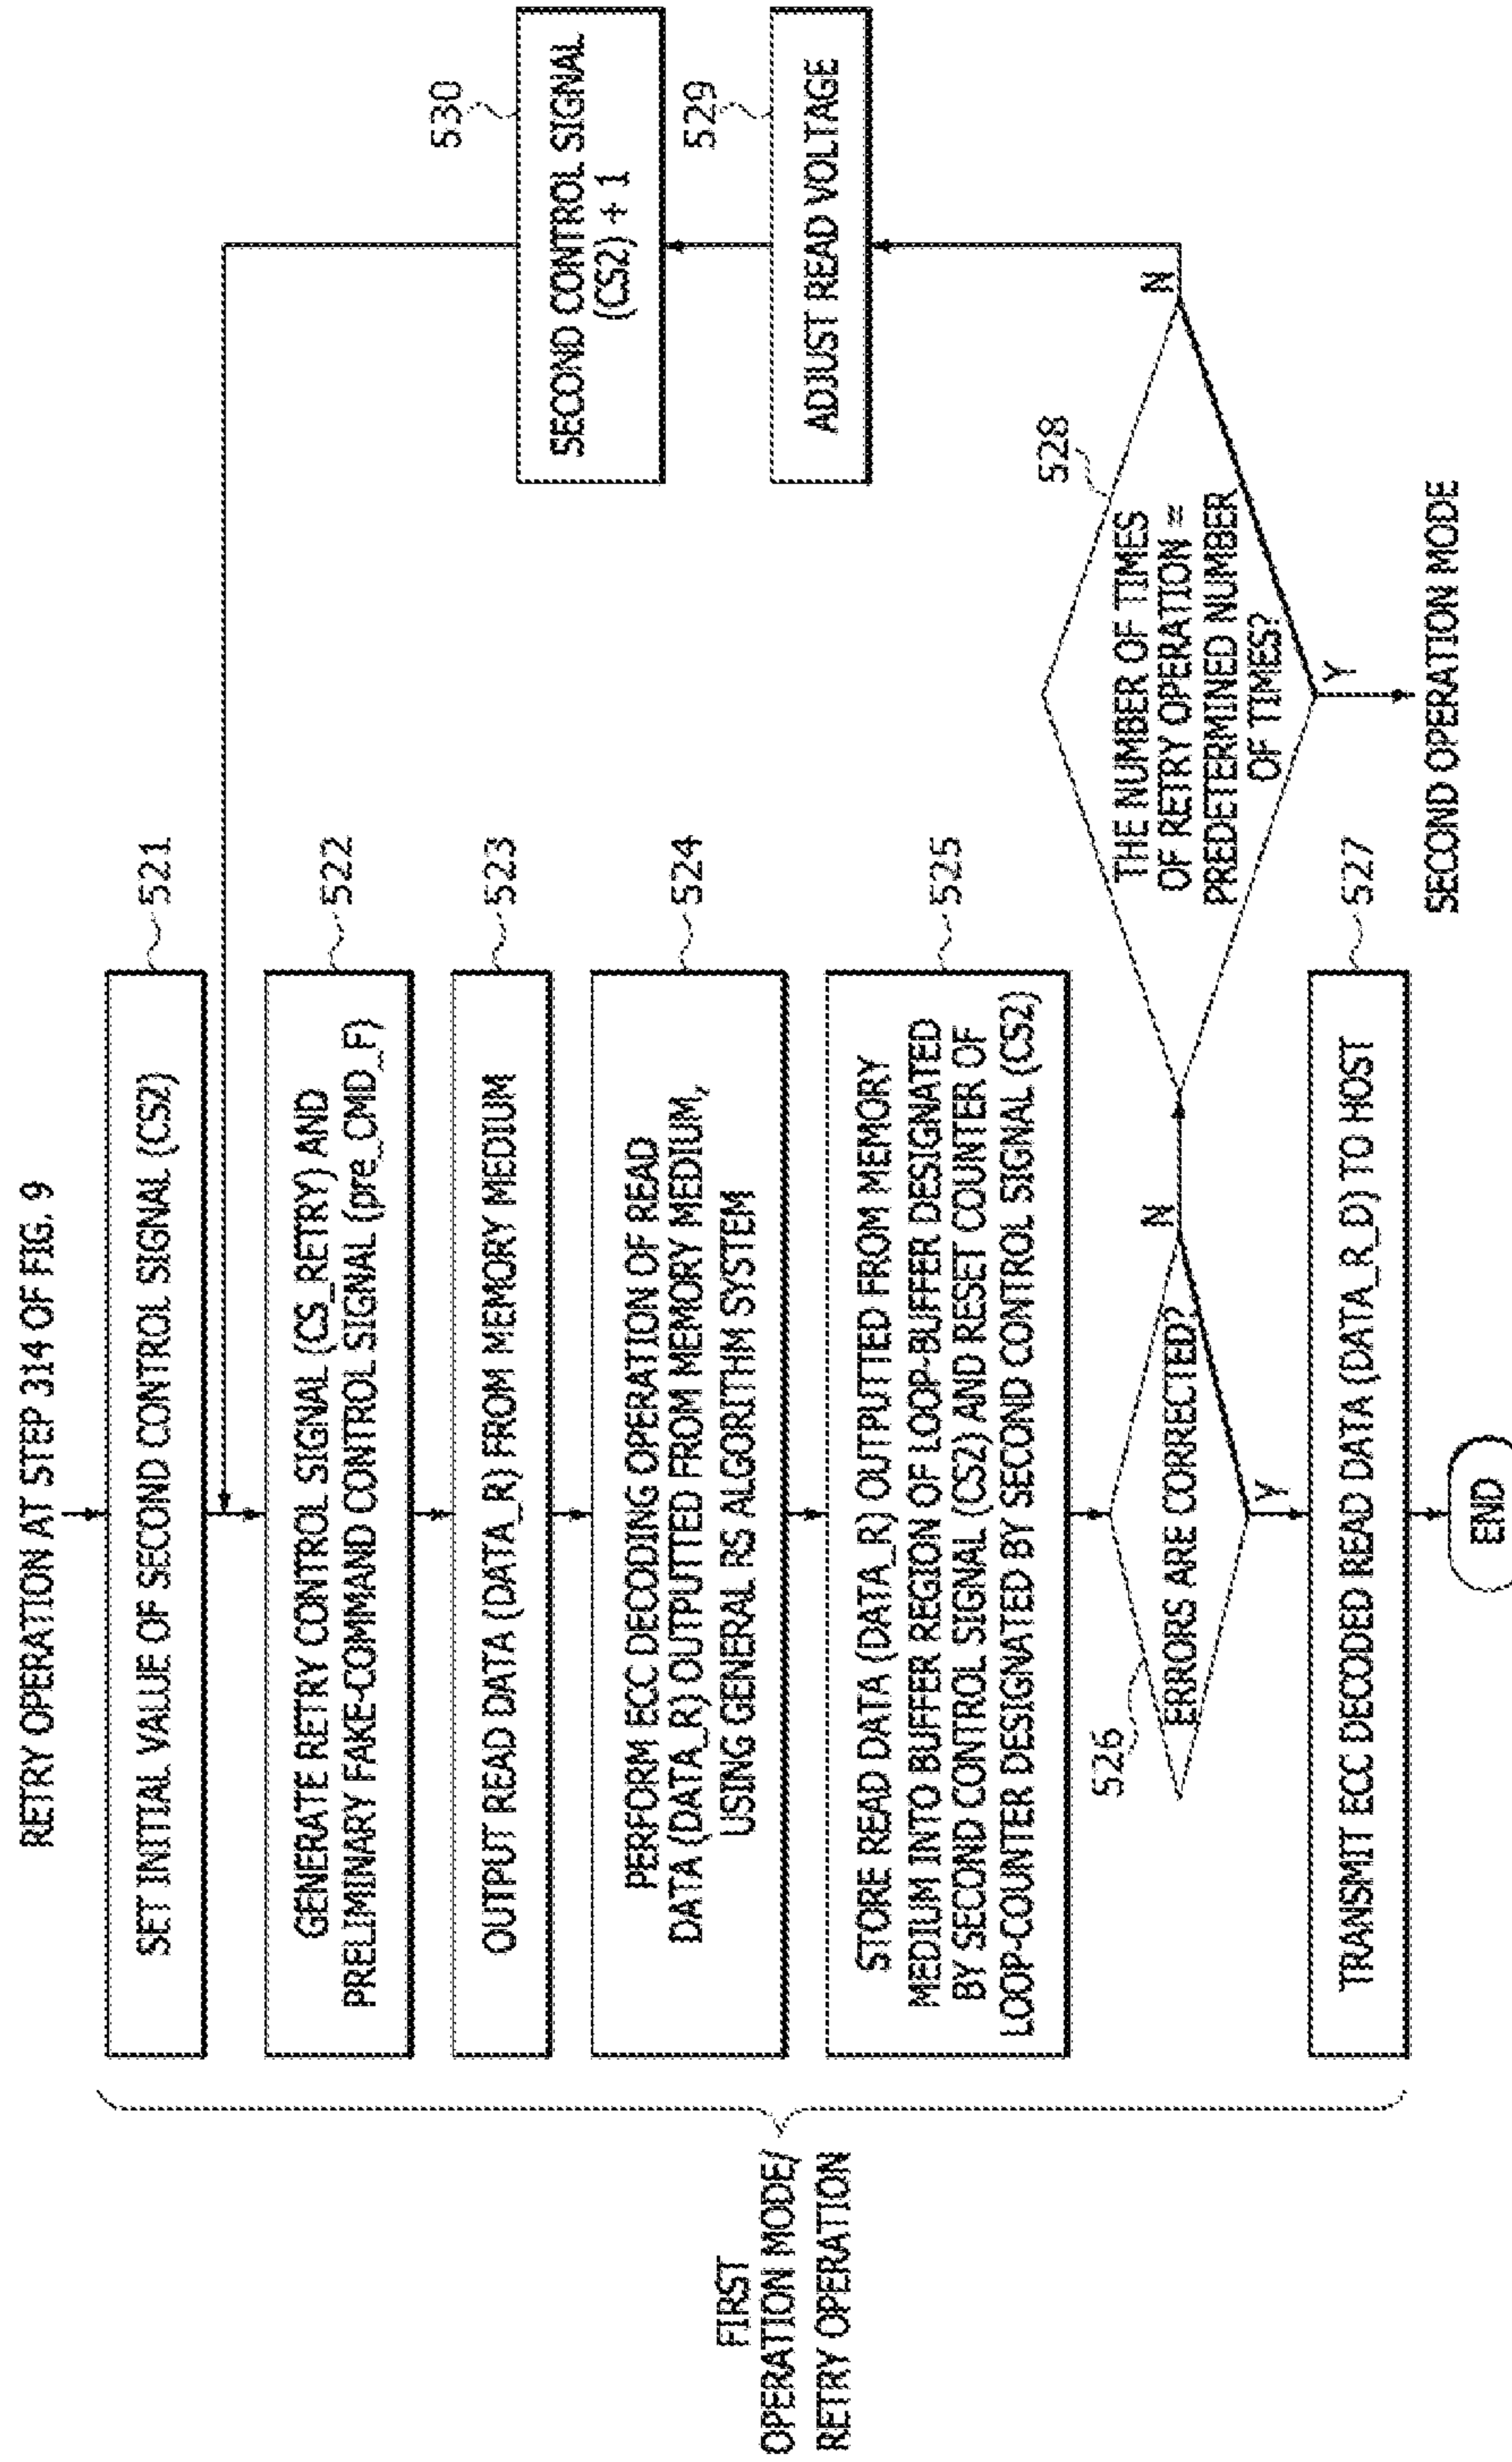 RETRY OPERATION AT STEP 314 OF FIG. 9
FIRST
OPERATION MODE/
RETRY OPERATION
SET INITIAL VALUE OF SECOND CONTROL SIGNAL (CS2)
521
GENERATE RETRY CONTROL SIGNAL (CS_RETRY) AND
PRELIMINARY FAKE-COMMAND CONTROL SIGNAL (pre_CMD_F)
522
OUTPUT READ DATA (DATA_R) FROM MEMORY MEDIUM
523
PERFORM ECC DECODING OPERATION OF READ
DATA (DATA_R) OUTPUTTED FROM MEMORY MEDIUM,
USING GENERAL RS ALGORITHM SYSTEM
524
STORE READ DATA (DATA_R) OUTPUTTED FROM MEMORY
MEDIUM INTO BUFFER REGION OF LOOP-BUFFER DESIGNATED
BY SECOND CONTROL SIGNAL (CS2) AND RESET COUNTER OF
LOOP-COUNTER DESIGNATED BY SECOND CONTROL SIGNAL (CS2)
525
526
ERRORS ARE CORRECTED?
N
Y
TRANSMIT ECC DECODED READ DATA (DATA_R_D) TO HOST
527
END
THE NUMBER OF TIMES
OF RETRY OPERATION =
PREDETERMINED NUMBER
OF TIMES?
528
N
Y
SECOND OPERATION MODE
ADJUST READ VOLTAGE
529
SECOND CONTROL SIGNAL
(CS2) + 1
530